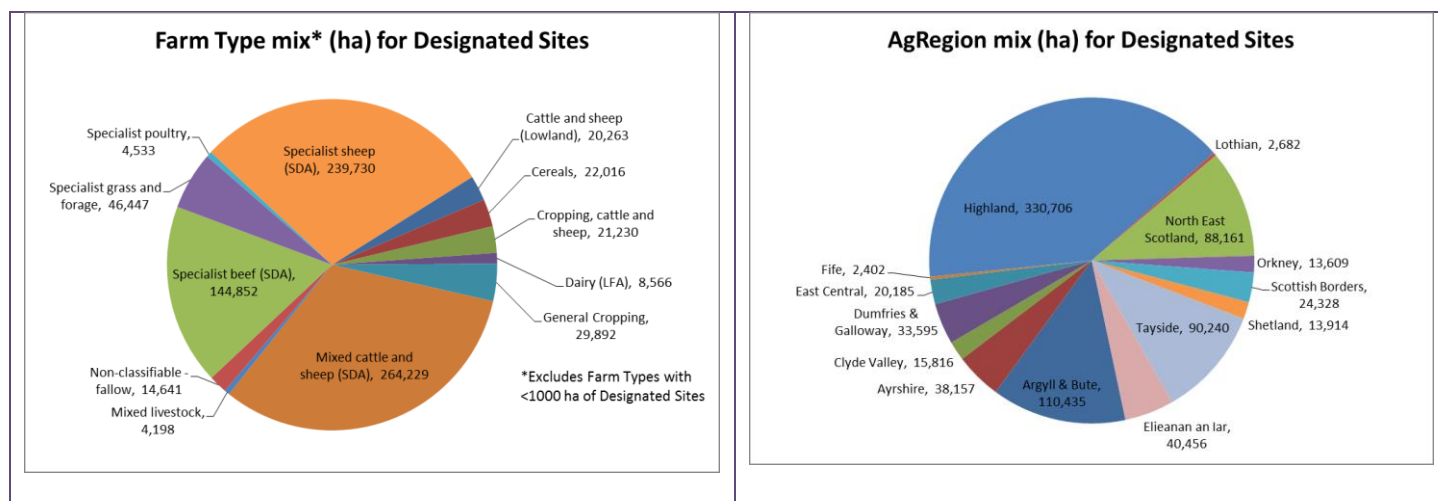 Farm Type mix* (ha) for Designated Sites
Specialist poultry,
4,533
Specialist sheep
(SDA), 239,730
Cattle and sheep
(Lowland), 20,263
Cereals, 22,016
Specialist grass and
forage, 46,447
Cropping, cattle and
sheep, 21,230
Specialist beef (SDA),
144,852
Dairy (LFA), 8,566
General Cropping,
29,892
Mixed cattle and
sheep (SDA), 264,229
Non-classifiable -
fallow, 14,641
Mixed livestock,
4,198
*Excludes Farm Types with
<1000 ha of Designated Sites
AgRegion mix (ha) for Designated Sites
Lothian, 2,682
Highland, 330,706
North East
Scotland, 88,161
Orkney, 13,609
Fife, 2,402
East Central, 20,185
Scottish Borders,
24,328
Dumfries &
Galloway, 33,595
Shetland, 13,914
Tayside, 90,240
Clyde Valley, 15,816
Ayrshire, 38,157
Argyll & Bute,
110,435
Elieanan an Iar,
40,456